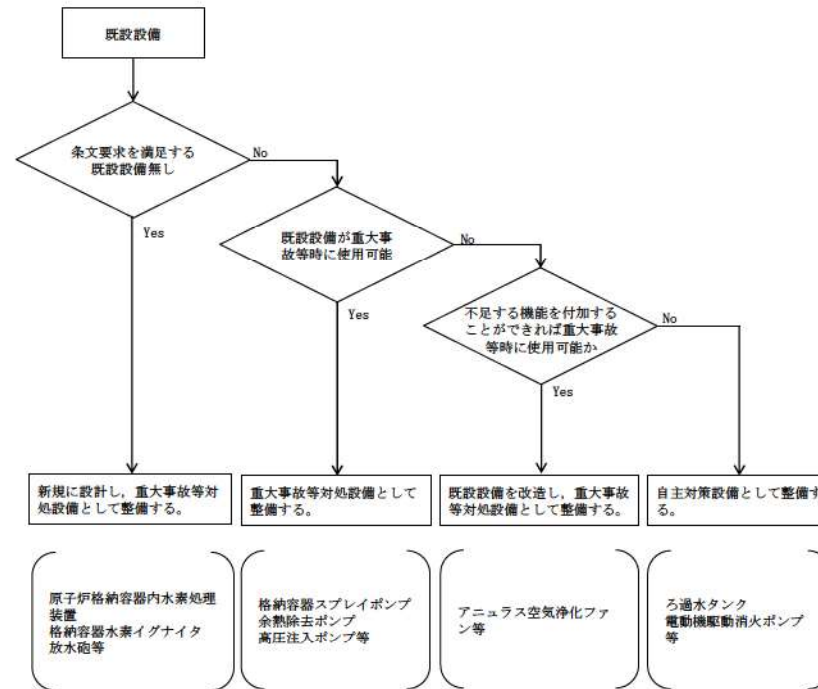 既設設備
条文要求を満足する
既設設備無し
No
Yes
既設設備が重大事
故等時に使用可能
No
Yes
不足する機能を付加する
ことができれば重大事故
等時に使用可能か
No
Yes
新規に設計し，重大事故等対
処設備として整備する。
重大事故等対処設備として
整備する。
既設設備を改造し，重大事故
等対処設備として整備する。
自主対策設備として整備す
る。
原子炉格納容器内水素処理
装置
格納容器水素イグナイタ
放水砲等
格納容器スプレイポンプ
余熱除去ポンプ
高圧注入ポンプ等
アニュラス空気浄化ファ
ン等
ろ過水タンク
電動機駆動消火ポンプ
等